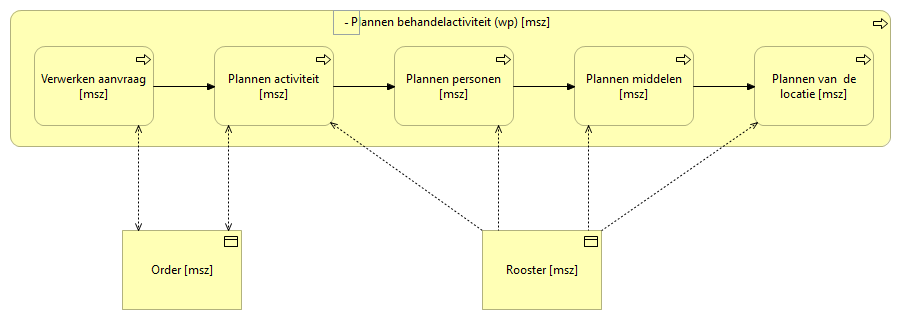 - Plannen behandelactiviteit (wp) [msz]
Verwerken aanvraag
[msz]
Plannen activiteit
[msz]
Plannen personen
[msz]
Plannen middelen
[msz]
Plannen van de
locatie [msz]
Order [msz]
Rooster [msz]